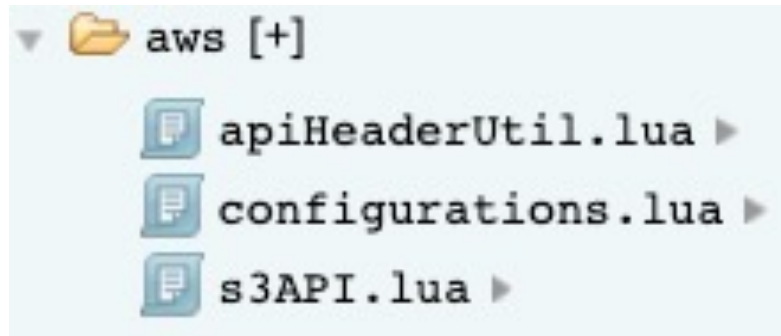 aws [+]
apiHeaderUtil.lua
configurations.lua
s3API.lua